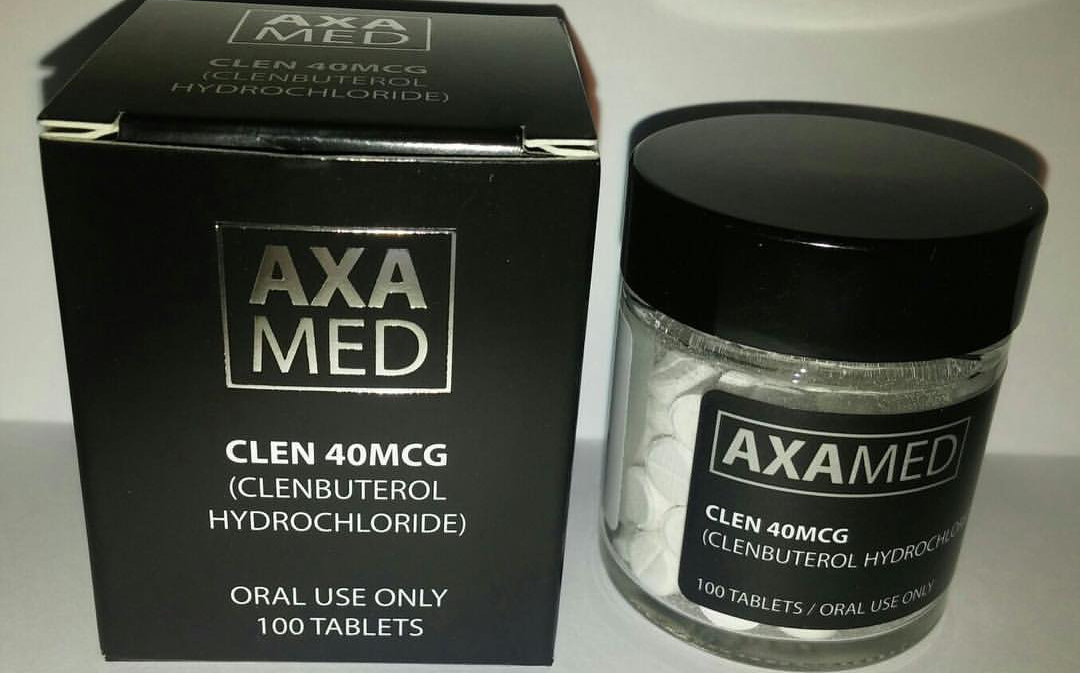 AXA
MED
CLEN 40MCG
(CLENBUTEROL
HYDROCHLORIDE)
AXA
MED
CLEN 40MCG
(CLENBUTEROL
HYDROCHLORIDE)
ORAL USE ONLY
100 TABLETS
AXAMED
CLEN 40MCG
(CLENBUTEROL HYDROCHLO
100 TABLETS / ORAL USE ONLY